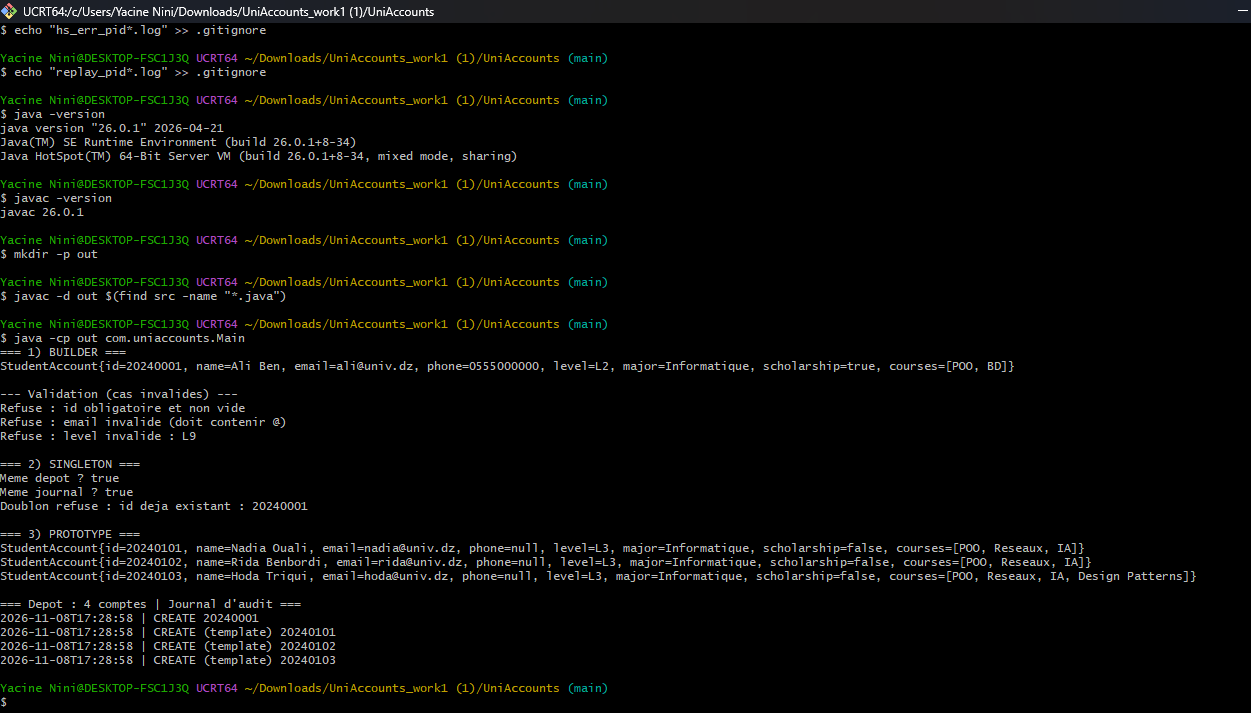 UCRT64:/c/Users/Yacine Nini/Downloads/UniAccounts_work1 (1)/UniAccounts
$ echo "hs_err_pid*.log" >> .gitignore
Yacine Nini@DESKTOP-FSC1J3Q UCRT64 ~/Downloads/UniAccounts_work1 (1)/UniAccounts (main)
$ echo "replay_pid*.log" >> .gitignore
Yacine Nini@DESKTOP-FSC1J3Q UCRT64 ~/Downloads/UniAccounts_work1 (1)/UniAccounts (main)
$ java -version
java version "26.0.1" 2026-04-21
Java(TM) SE Runtime Environment (build 26.0.1+8-34)
Java HotSpot(TM) 64-Bit Server VM (build 26.0.1+8-34, mixed mode, sharing)
Yacine Nini@DESKTOP-FSC1J3Q UCRT64 ~/Downloads/UniAccounts_work1 (1)/UniAccounts (main)
$ javac -version
javac 26.0.1
Yacine Nini@DESKTOP-FSC1J3Q UCRT64 ~/Downloads/UniAccounts_work1 (1)/UniAccounts (main)
$ mkdir -p out
Yacine Nini@DESKTOP-FSC1J3Q UCRT64 ~/Downloads/UniAccounts_work1 (1)/UniAccounts (main)
$ javac -d out $(find src -name "*.java")
Yacine Nini@DESKTOP-FSC1J3Q UCRT64 ~/Downloads/UniAccounts_work1 (1)/UniAccounts (main)
$ java -cp out com.uniaccounts.Main
=== 1) BUILDER ===
StudentAccount{id=20240001, name=Ali Ben, email=ali@univ.dz, phone=0555000000, level=L2, major=Informatique, scholarship=true, courses=[POO, BD]}
--- Validation (cas invalides) ---
Refuse : id obligatoire et non vide
Refuse : email invalide (doit contenir @)
Refuse : level invalide : L9
=== 2) SINGLETON ===
Meme depot ? true
Meme journal ? true
Doublon refuse : id deja existant : 20240001
=== 3) PROTOTYPE ===
StudentAccount{id=20240101, name=Nadia Ouali, email=nadia@univ.dz, phone=null, level=L3, major=Informatique, scholarship=false, courses=[POO, Reseaux, IA]}
StudentAccount{id=20240102, name=Rida Benbordi, email=rida@univ.dz, phone=null, level=L3, major=Informatique, scholarship=false, courses=[POO, Reseaux, IA]}
StudentAccount{id=20240103, name=Hoda Triqui, email=hoda@univ.dz, phone=null, level=L3, major=Informatique, scholarship=false, courses=[POO, Reseaux, IA, Design Patterns]}
=== Depot : 4 comptes | Journal d'audit ===
2026-11-08T17:28:58 | CREATE 20240001
2026-11-08T17:28:58 | CREATE (template) 20240101
2026-11-08T17:28:58 | CREATE (template) 20240102
2026-11-08T17:28:58 | CREATE (template) 20240103
Yacine Nini@DESKTOP-FSC1J3Q UCRT64 ~/Downloads/UniAccounts_work1 (1)/UniAccounts (main)
$